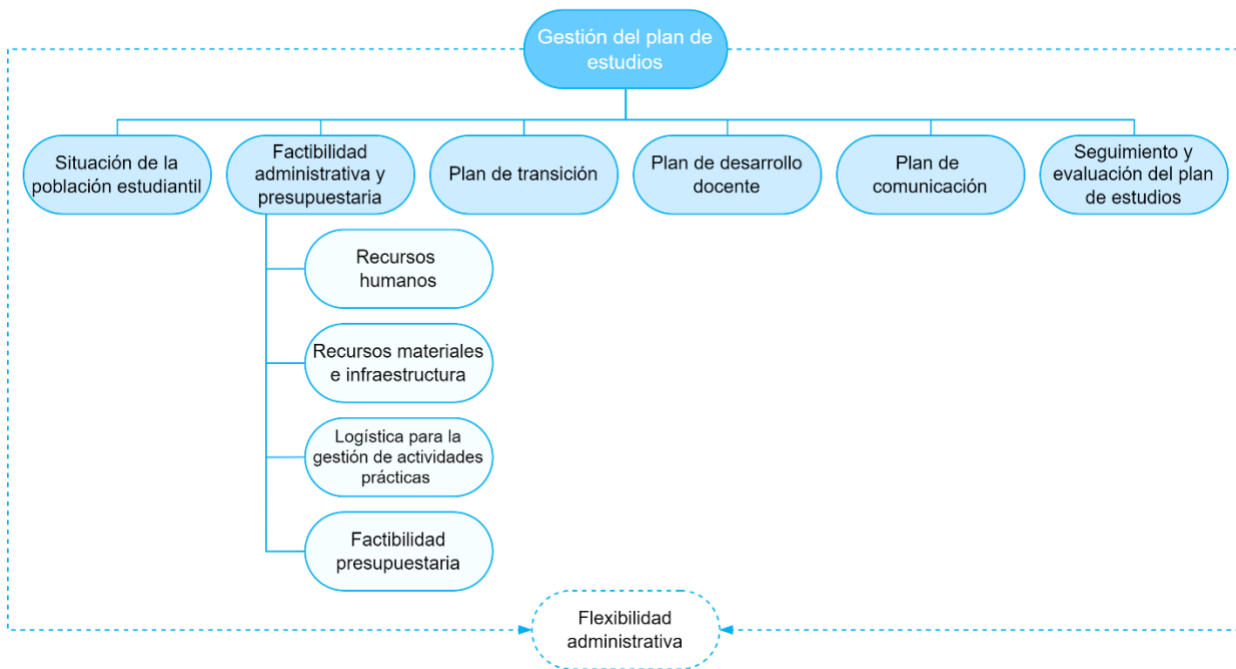 Gestión del plan de
estudios
Situación de la
población estudiantil
Factibilidad
administrativa y
presupuestaria
Plan de transición
Plan de desarrollo
docente
Plan de
comunicación
Seguimiento y
evaluación del plan
de estudios
Recursos
humanos
Recursos materiales
e infraestructura
Logística para la
gestión de actividades
prácticas
Factibilidad
presupuestaria
Flexibilidad
administrativa